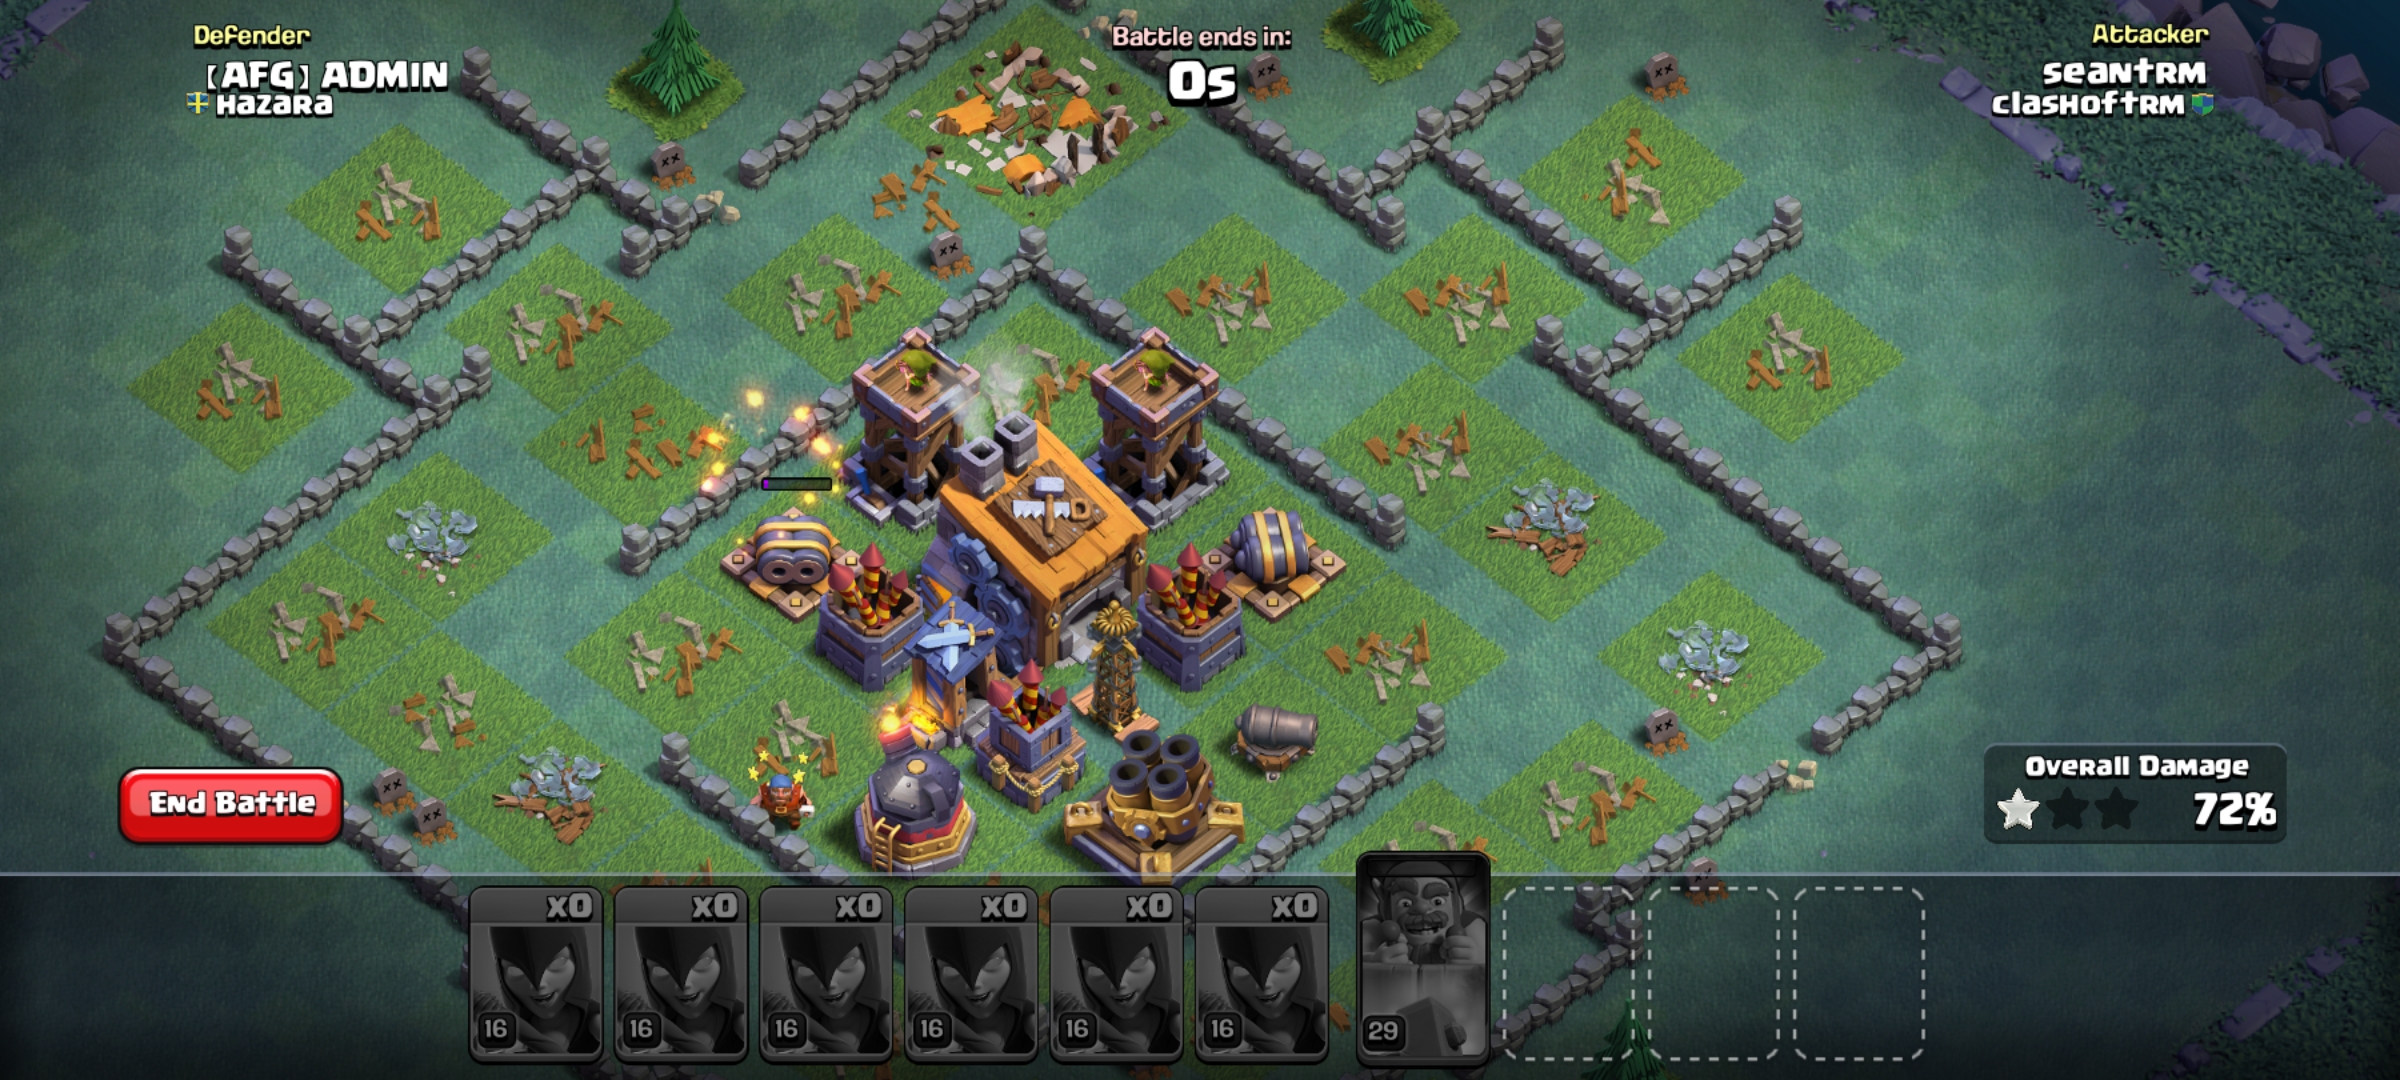 Defender
[AFG] ADMIN
HAZARA
Battle ends in:
0s
Attacker
seantRM
clashoftRM
End Battle
Overall Damage
72%
x0
x0
x0
x0
x0
x0
16
16
16
16
16
16
29